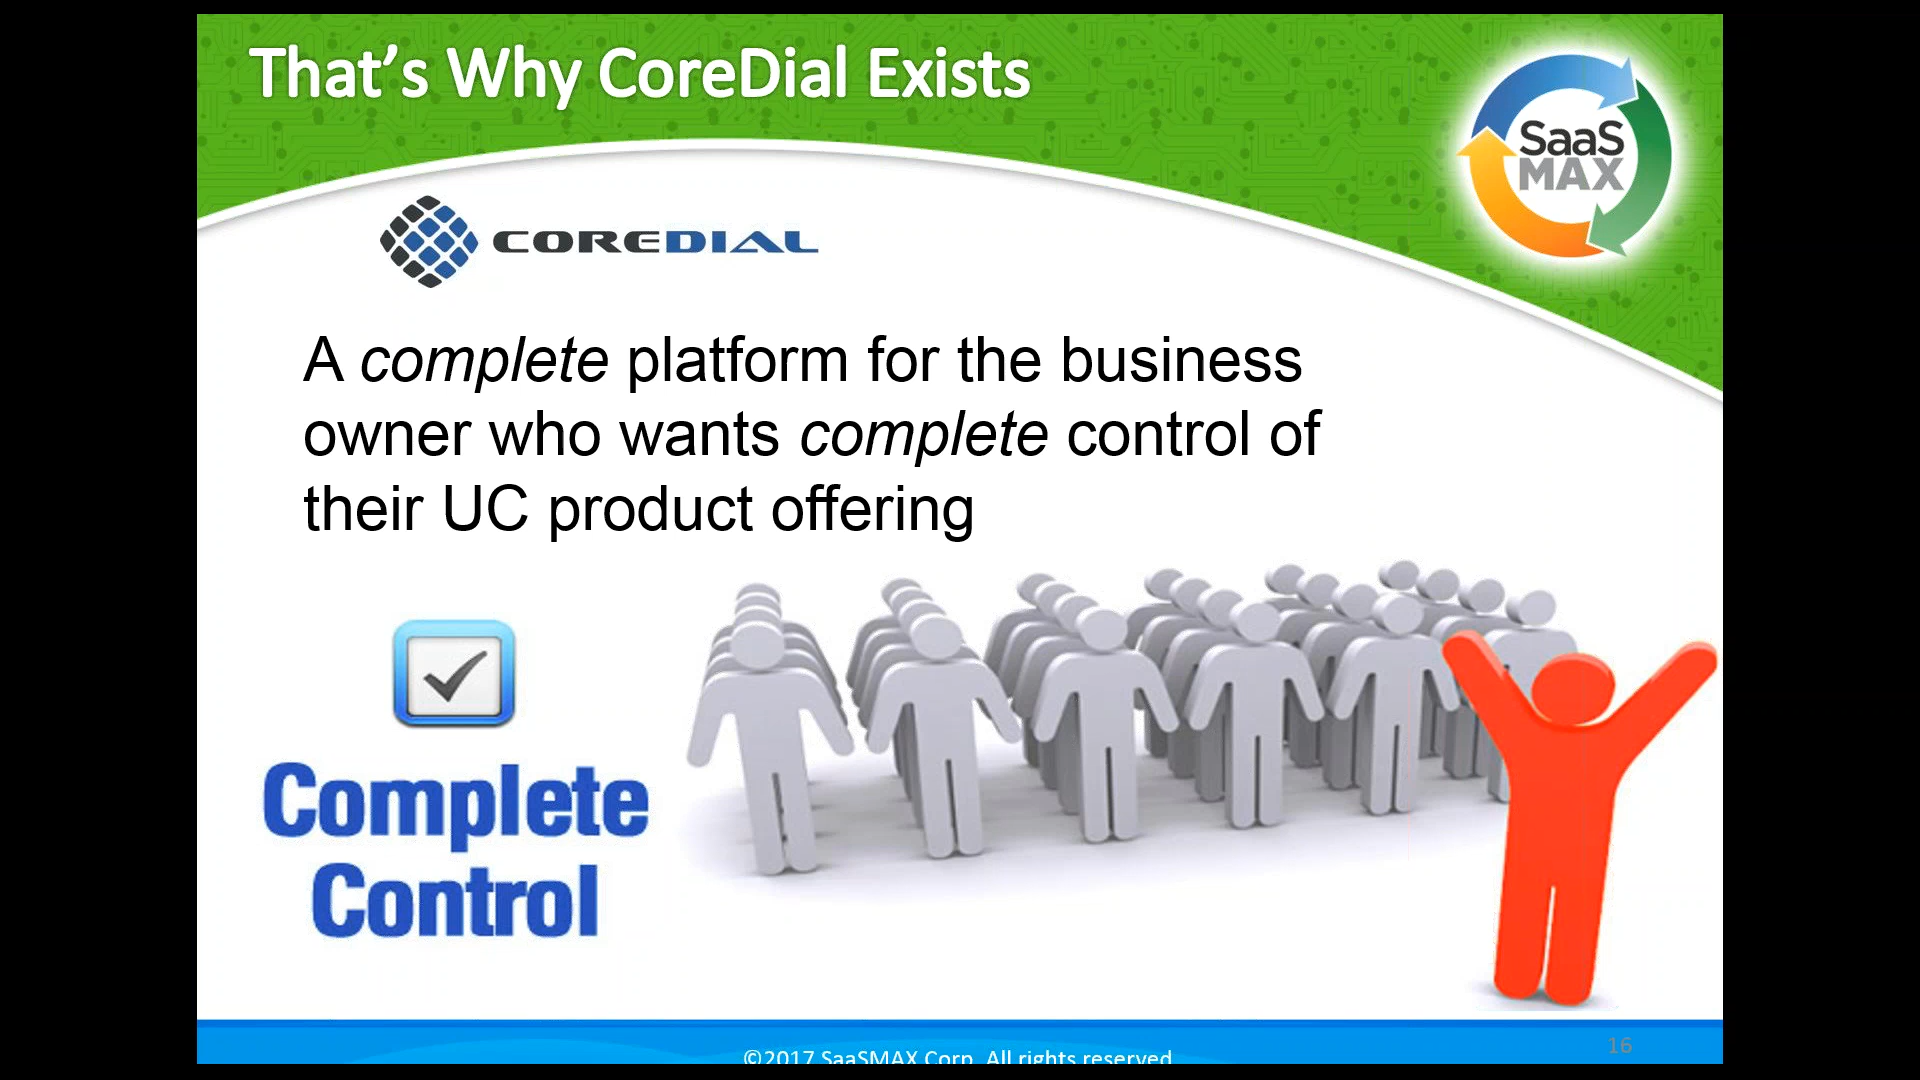 That's Why CoreDial Exists
SaaS
MAX
COREDIAL
A complete platform for the business
owner who wants complete control of
their UC product offering
Complete
Control
©2017 SaaSMAX Corp. All rights reserved
16